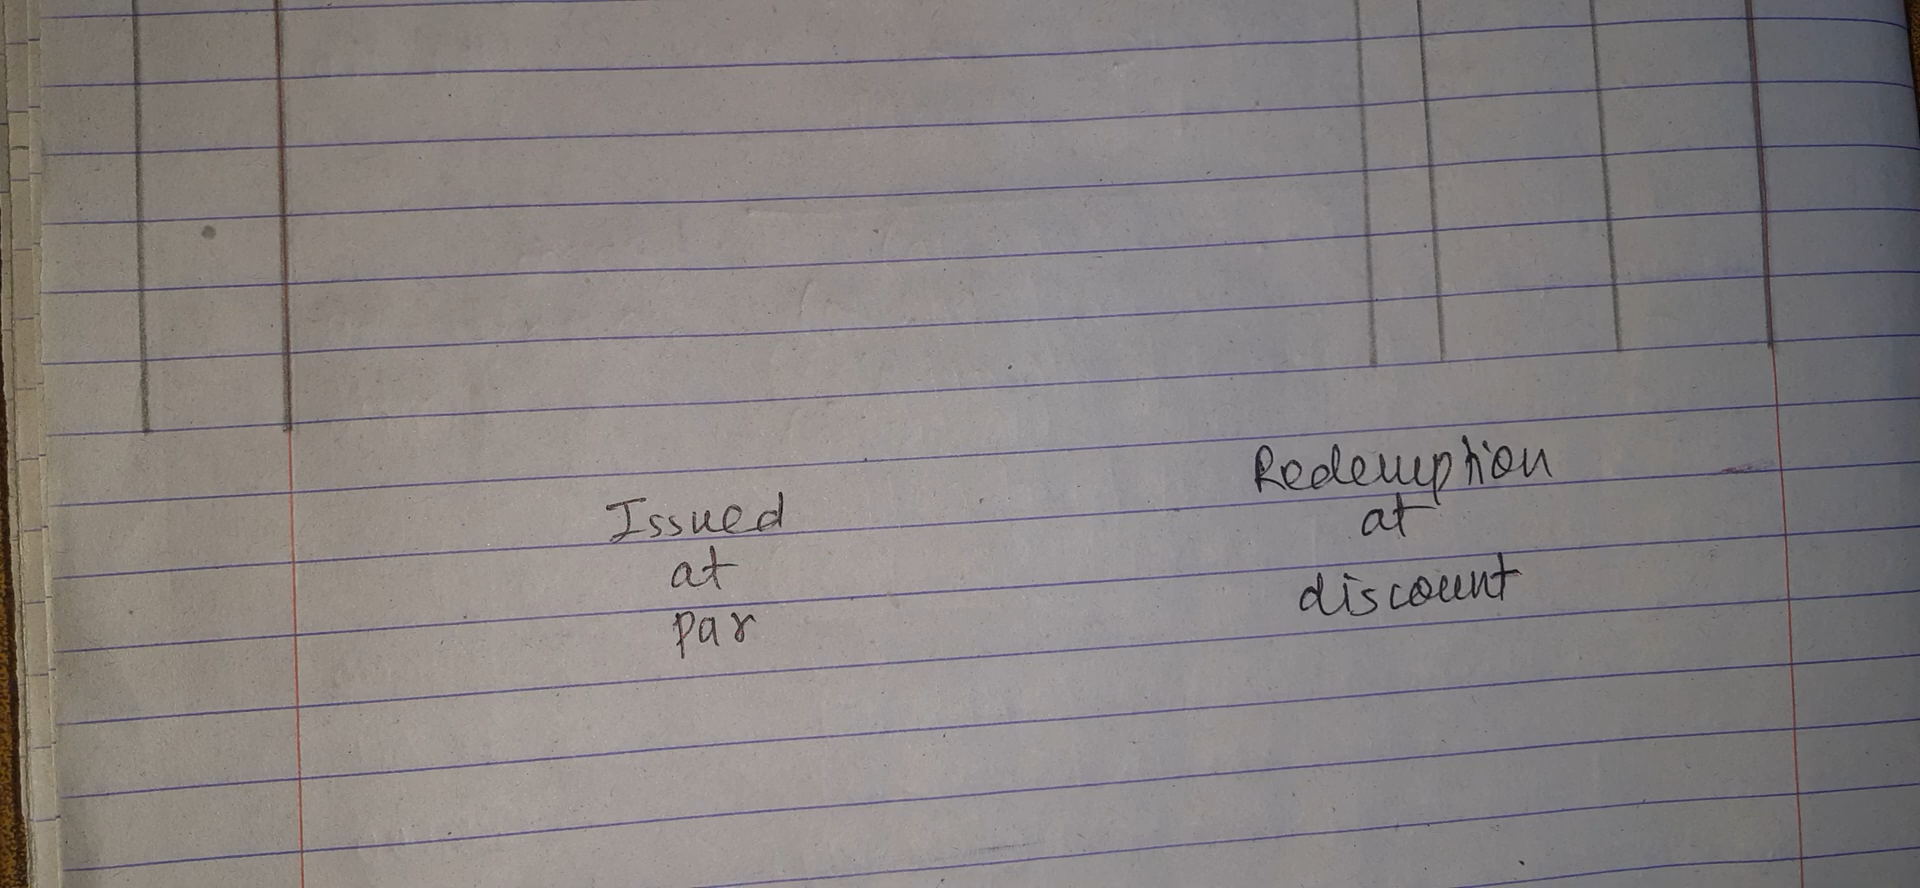 Issued
at
par
Redemption
at
discount